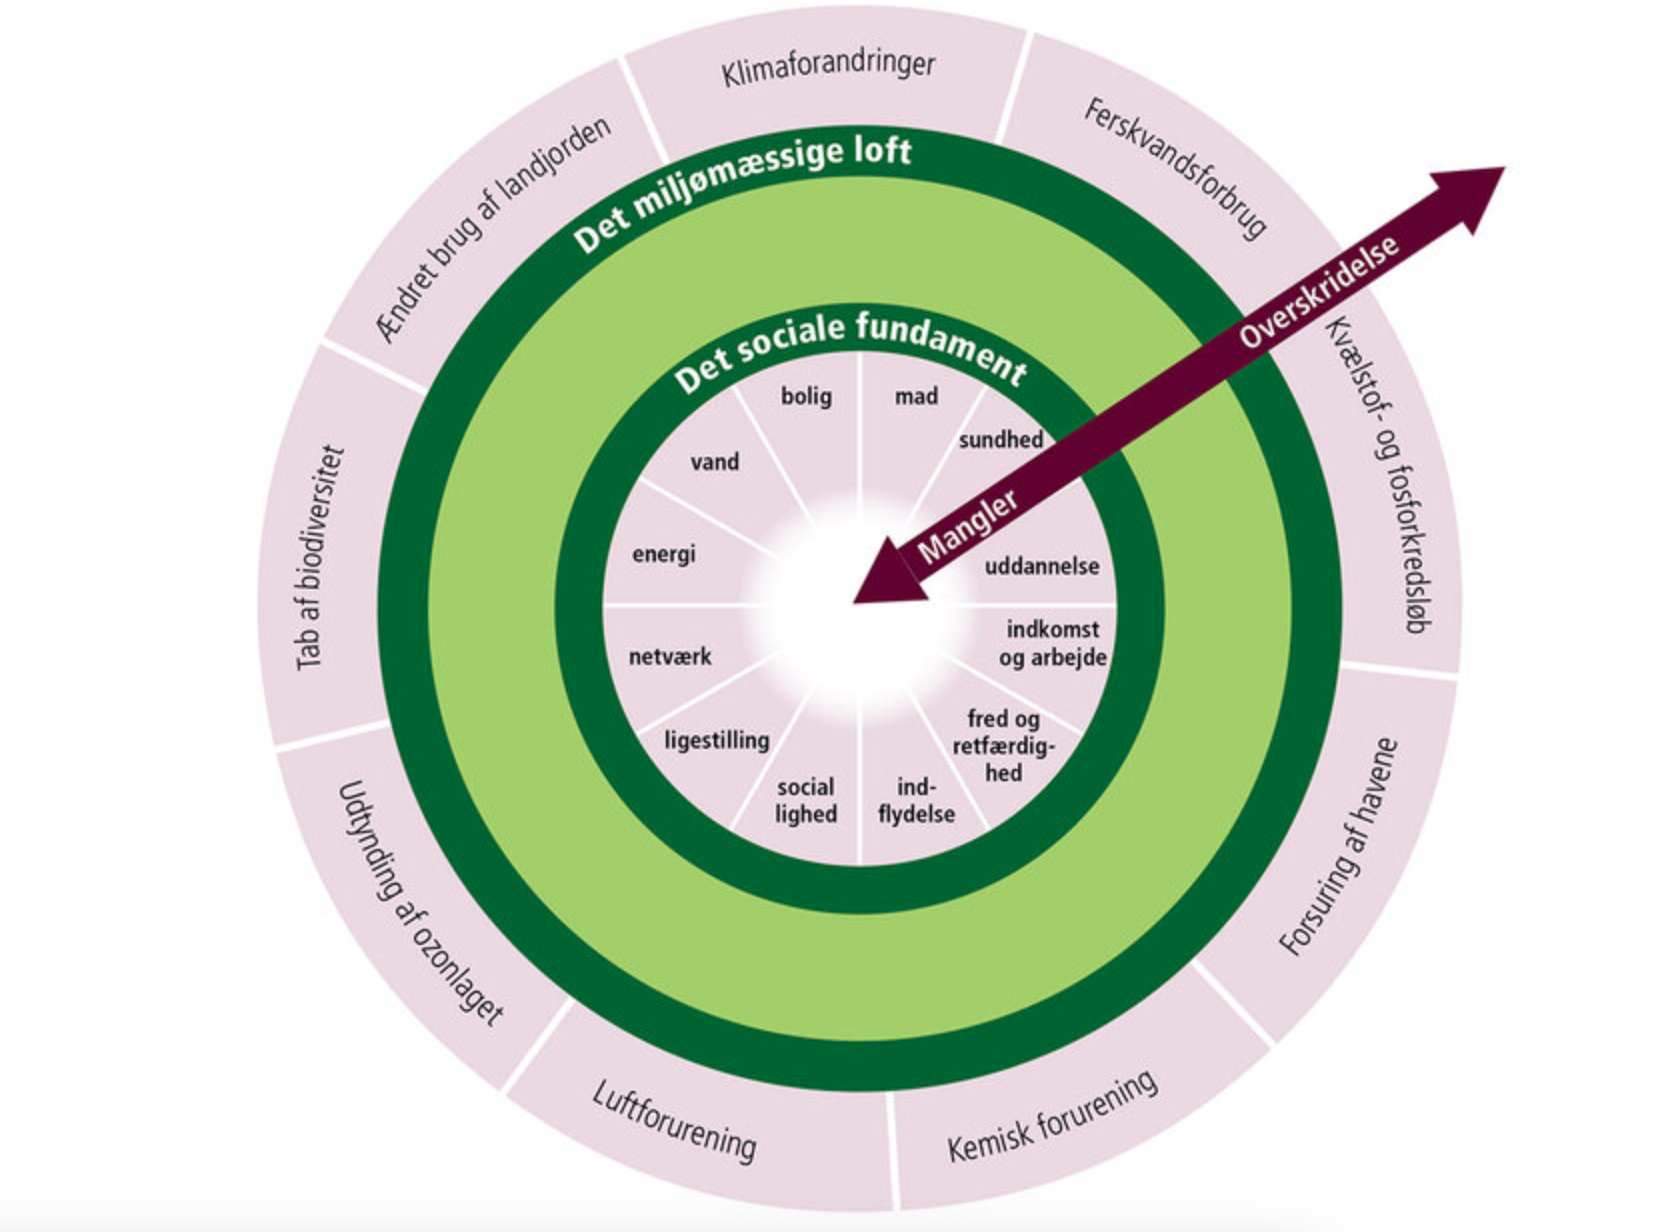 Klimaforandringer
Ferskvandsforbrug
Kvælstof- og fosforkredsløb
Forsuring af havene
Kemisk forurening
Luftforurening
Udtynding af ozonlaget
Tab af biodiversitet
Ændret brug af landjorden
Det miljømæssige loft
Overskridelse
Mangler
Det sociale fundament
bolig
mad
sundhed
uddannelse
indkomst
og arbejde
fred og
retfærdig-
hed
ind-
flydelse
social
lighed
ligestilling
netværk
energi
vand